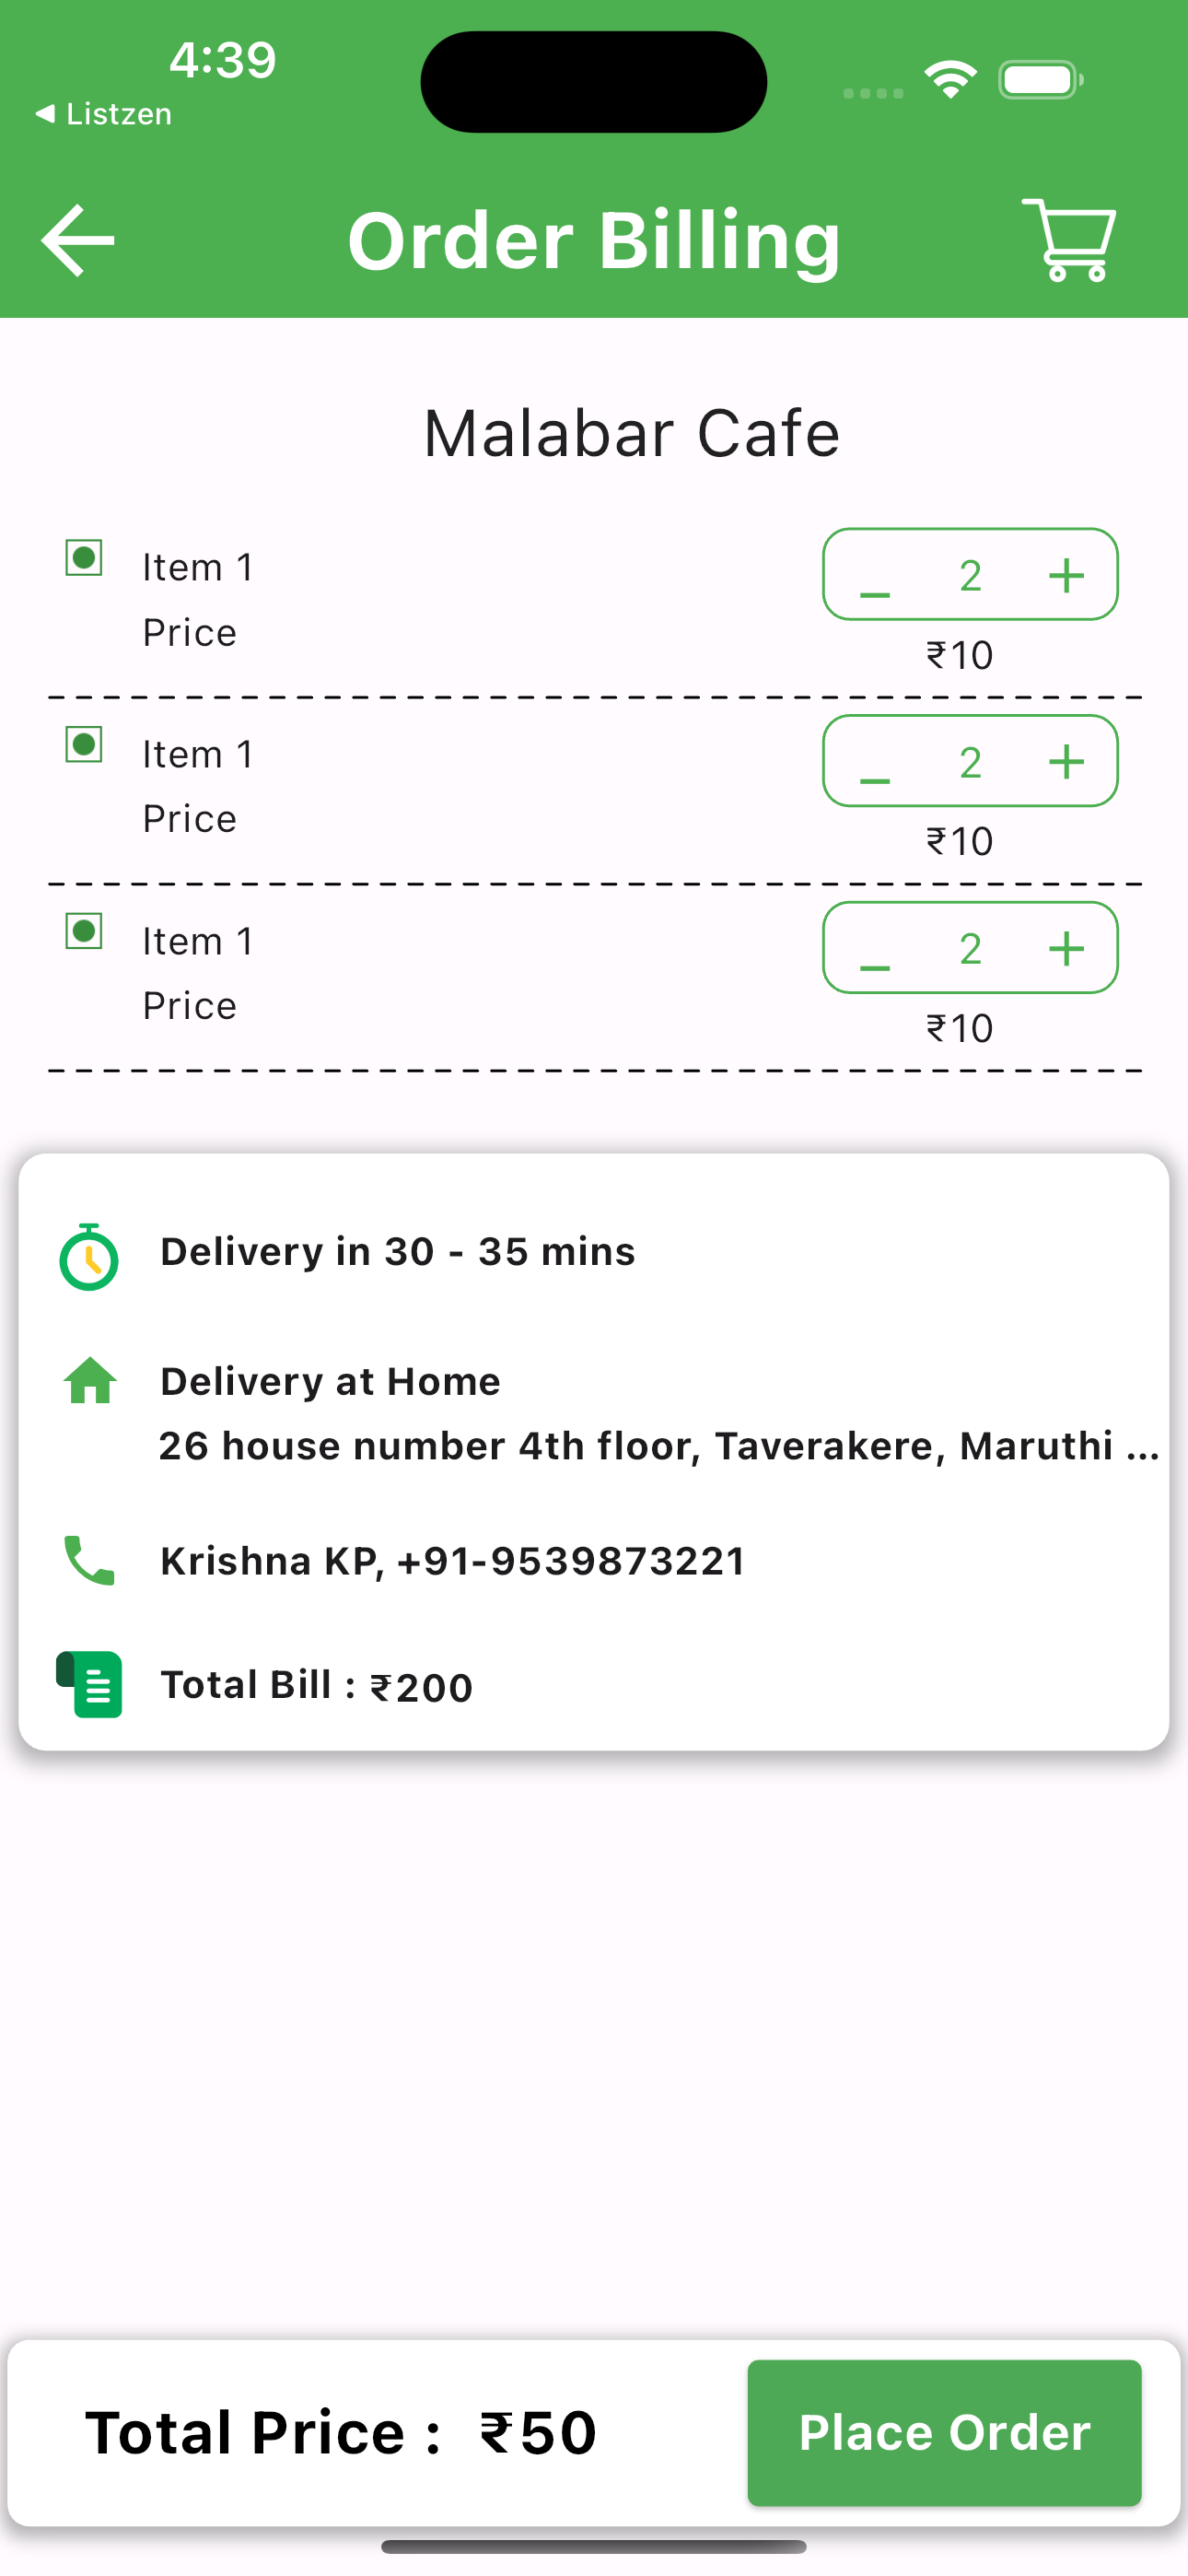 4:39
Listzen
Order Billing
Malabar Cafe
Item 1
2
Price
₹10
Item 1
2
Price
₹10
Item 1
2
Price
₹10
Delivery in 30 - 35 mins
Delivery at Home
26 house number 4th floor, Taverakere, Maruthi ...
Krishna KP, +91-9539873221
Total Bill : ₹200
Total Price : ₹50
Place Order